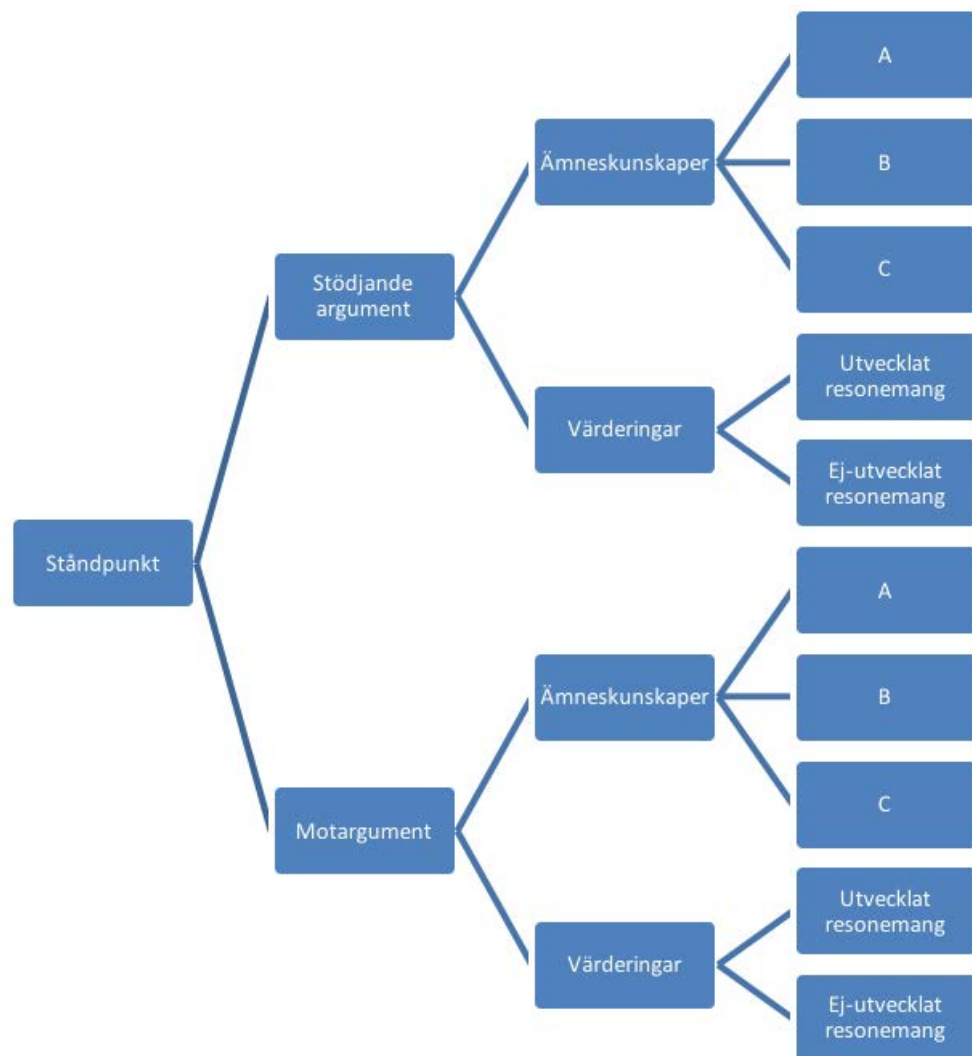 Ståndpunkt
Stödjande
argument
Ämneskunskaper
A
B
C
Värderingar
Utvecklat
resonemang
Ej-utvecklat
resonemang
Motargument
Ämneskunskaper
A
B
C
Värderingar
Utvecklat
resonemang
Ej-utvecklat
resonemang